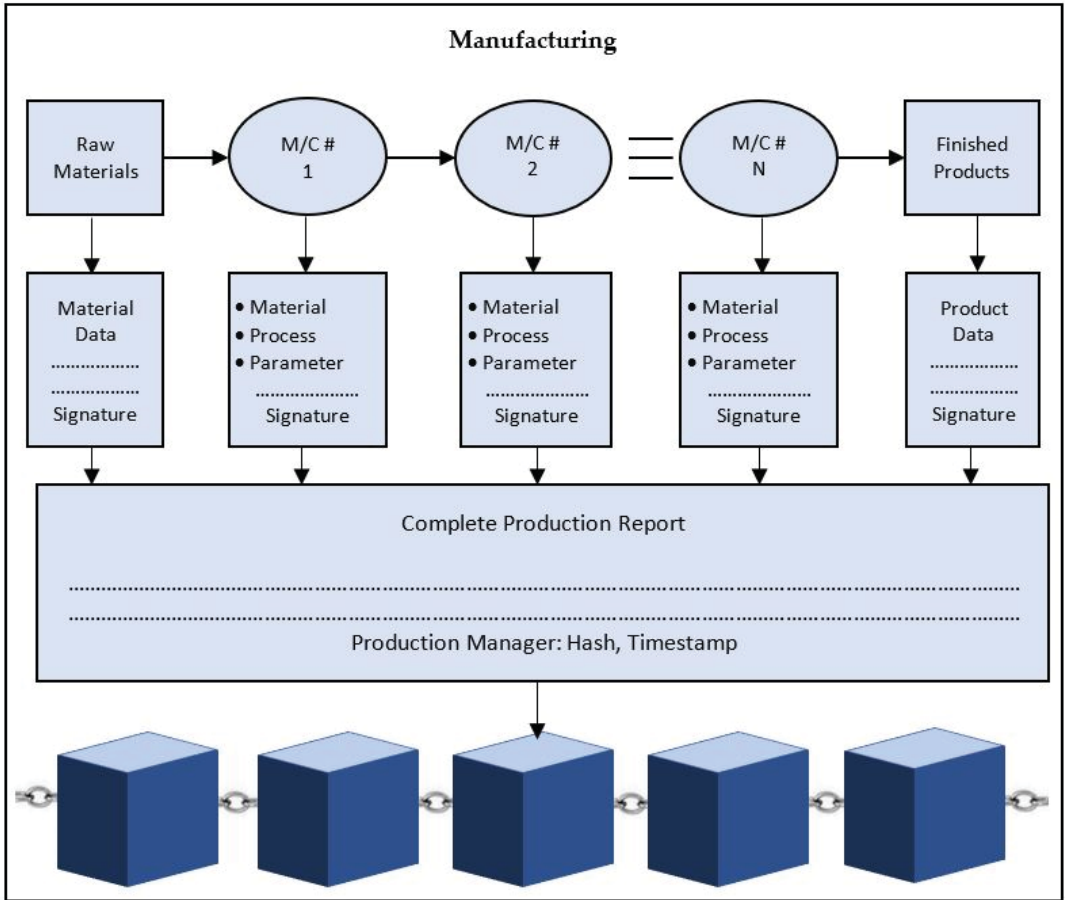 Manufacturing
Raw
Materials
M/C #
1
M/C #
2
M/C #
N
Finished
Products
Material
Data
....................
....................
Signature
• Material
• Process
• Parameter
.......................
Signature
• Material
• Process
• Parameter
.......................
Signature
• Material
• Process
• Parameter
.......................
Signature
Product
Data
....................
....................
Signature
Complete Production Report
................................................................................
................................................................................
Production Manager: Hash, Timestamp